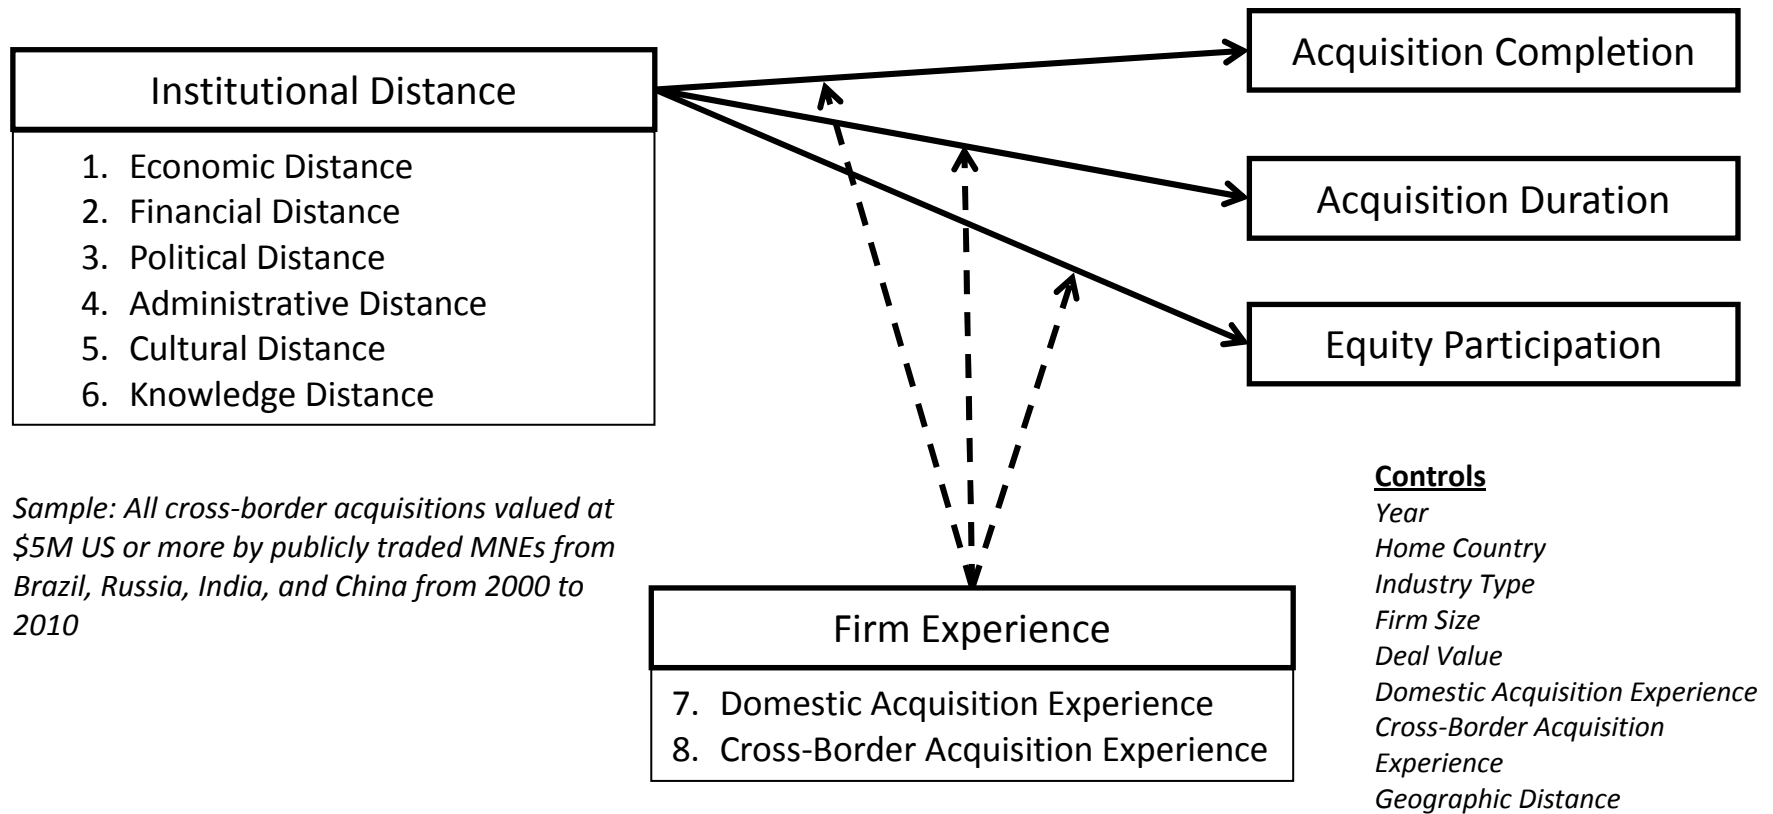 Institutional Distance
1. Economic Distance
2. Financial Distance
3. Political Distance
4. Administrative Distance
5. Cultural Distance
6. Knowledge Distance
Acquisition Completion
Acquisition Duration
Equity Participation
Sample: All cross-border acquisitions valued at
$5M US or more by publicly traded MNEs from
Brazil, Russia, India, and China from 2000 to
2010
Firm Experience
7. Domestic Acquisition Experience
8. Cross-Border Acquisition Experience
Controls
Year
Home Country
Industry Type
Firm Size
Deal Value
Domestic Acquisition Experience
Cross-Border Acquisition
Experience
Geographic Distance